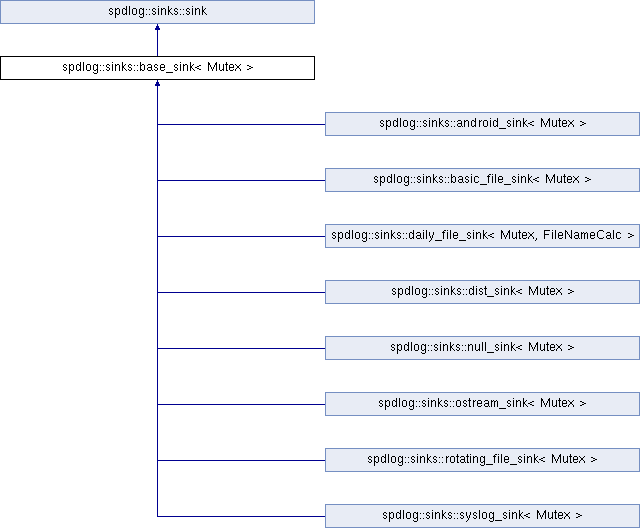 spdlog::sinks::sink
spdlog::sinks::base_sink< Mutex >
spdlog::sinks::android_sink< Mutex >
spdlog::sinks::basic_file_sink< Mutex >
spdlog::sinks::daily_file_sink< Mutex, FileNameCalc >
spdlog::sinks::dist_sink< Mutex >
spdlog::sinks::null_sink< Mutex >
spdlog::sinks::ostream_sink< Mutex >
spdlog::sinks::rotating_file_sink< Mutex >
spdlog::sinks::syslog_sink< Mutex >